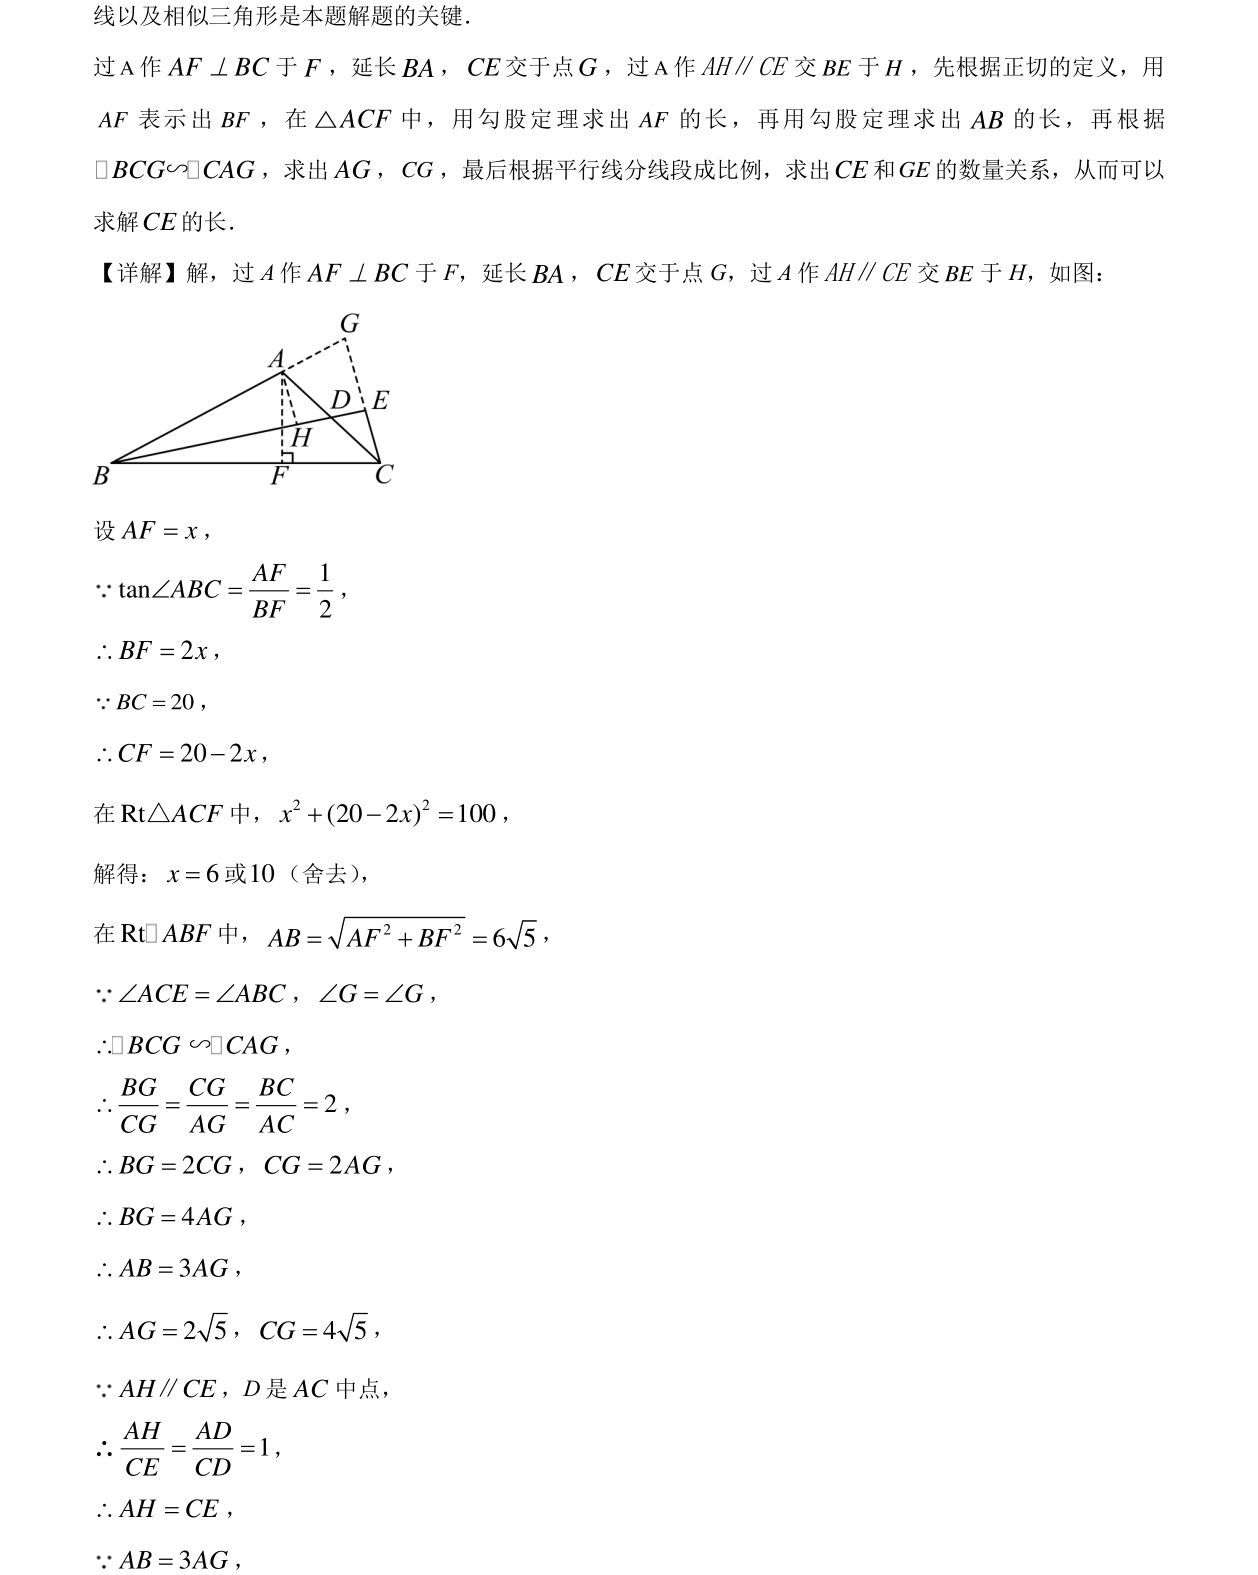 线以及相似三角形是本题解题的关键．
过A作AF⊥BC于F，延长BA，CE交于点G，过A作AH∥CE交BE于H，先根据正切的定义，用
AF表示出BF，在△ACF中，用勾股定理求出AF的长，再用勾股定理求出AB的长，再根据
□BCG∽□CAG，求出AG，CG，最后根据平行线分线段成比例，求出CE和GE的数量关系，从而可以
求解CE的长．
【详解】解，过A作AF⊥BC于F，延长BA，CE交于点G，过A作AH∥CE交BE于H，如图：
G
A
D E
H
B F C
设AF=x，
∵tan∠ABC=AF/BF=1/2，
∴BF=2x，
∵BC=20，
∴CF=20−2x，
在Rt△ACF中，x²+(20−2x)²=100，
解得：x=6或10（舍去），
在Rt□ABF中，AB=√(AF²+BF²)=6√5，
∵∠ACE=∠ABC，∠G=∠G，
∴□BCG∽□CAG，
∴BG/CG=CG/AG=BC/AC=2，
∴BG=2CG，CG=2AG，
∴BG=4AG，
∴AB=3AG，
∴AG=2√5，CG=4√5，
∵AH∥CE，D是AC中点，
∴AH/CE=AD/CD=1，
∴AH=CE，
∵AB=3AG，